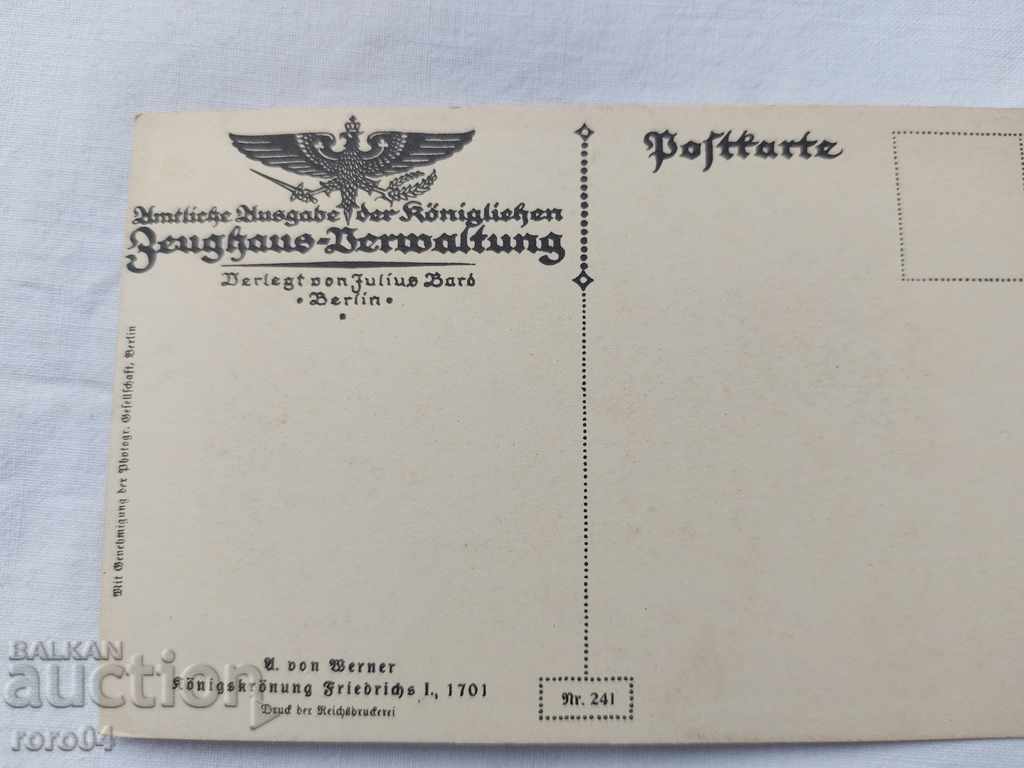 Amtliche Ausgabe der Königlichen
Zeughaus-Verwaltung
Verlegt von Julius Bard
• Berlin •
Postkarte
Mit Genehmigung der Photogr. Gesellschaft, Berlin
A. von Werner
Königskrönung Friedrichs I., 1701
Druck der Reichsdruckerei
Nr. 241
BALKAN
auction
roro04